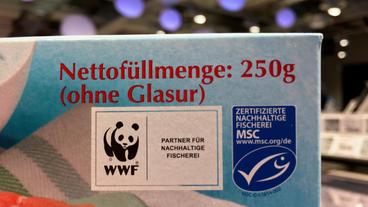 Nettofüllmenge: 250g
(ohne Glasur)
WWF
PARTNER FÜR
NACHHALTIGE
FISCHEREI
ZERTIFIZIERTE
NACHHALTIGE
FISCHEREI
MSC
www.msc.org/de